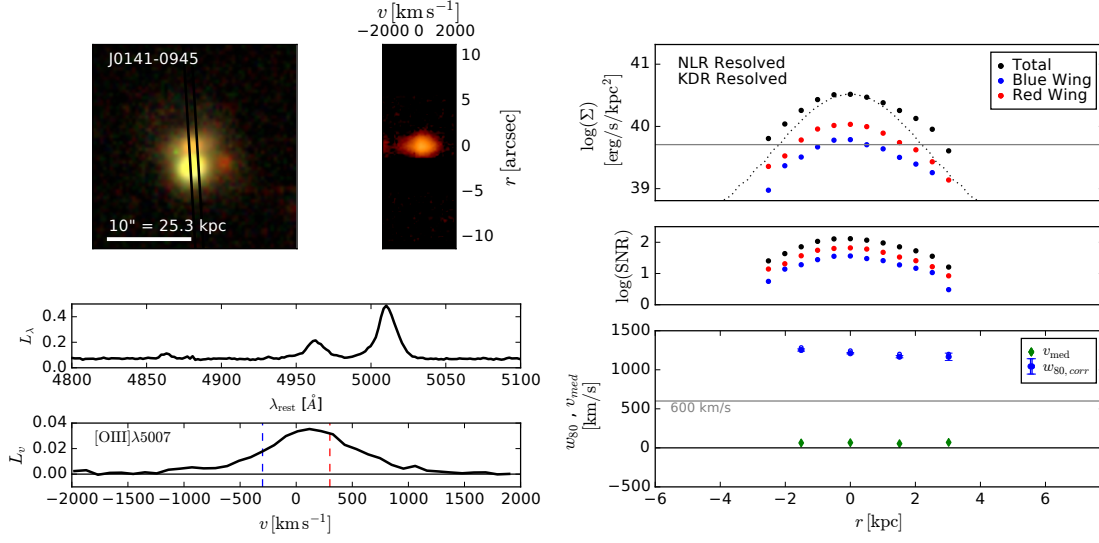 v [km s⁻¹]
−2000 0 2000
J0141-0945
10" = 25.3 kpc
10
5
0
−5
−10
r [arcsec]
L_λ
0.4
0.2
0.0
4800 4850 4900 4950 5000 5050 5100
λ_rest [Å]
L_v
0.04
0.02
0.00
[OIII]λ5007
−2000 −1500 −1000 −500 0 500 1000 1500 2000
v [km s⁻¹]
log(Σ)
[erg/s/kpc²]
41
40
39
NLR Resolved
KDR Resolved
Total
Blue Wing
Red Wing
log(SNR)
2
1
0
w_80 , v_med
[km/s]
1500
1000
500
0
−500
600 km/s
v_med
w_80,corr
−6 −4 −2 0 2 4 6
r [kpc]